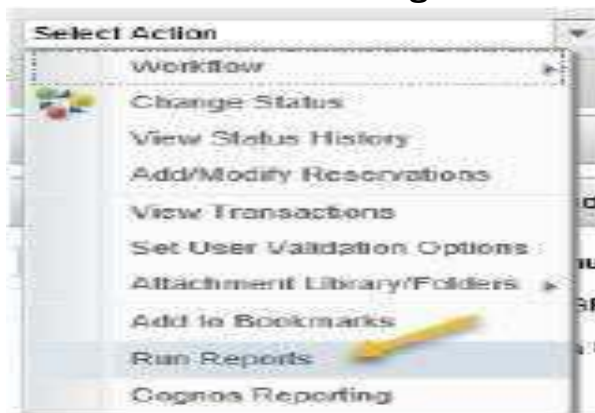 Select Action
Workflow
Change Status
View Status History
Add/Modify Reservations
View Transactions
Set User Validation Options
Attachment Library/Folders
Add to Bookmarks
Run Reports
Cognos Reporting